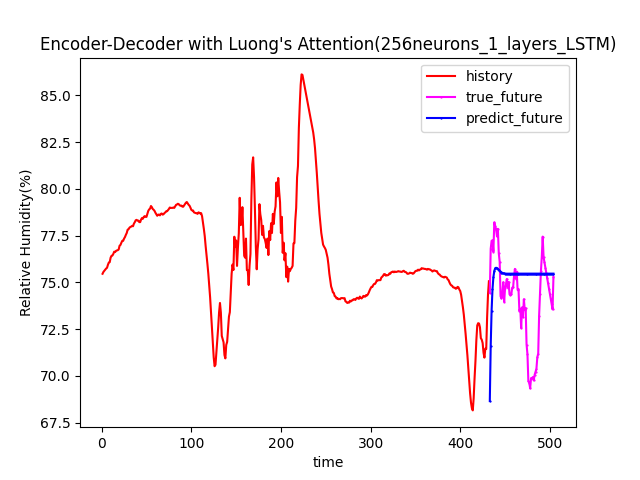 Encoder-Decoder with Luong's Attention(256neurons_1_layers_LSTM)
history
true_future
predict_future
Relative Humidity(%)
85.0
82.5
80.0
77.5
75.0
72.5
70.0
67.5
0 100 200 300 400 500
time